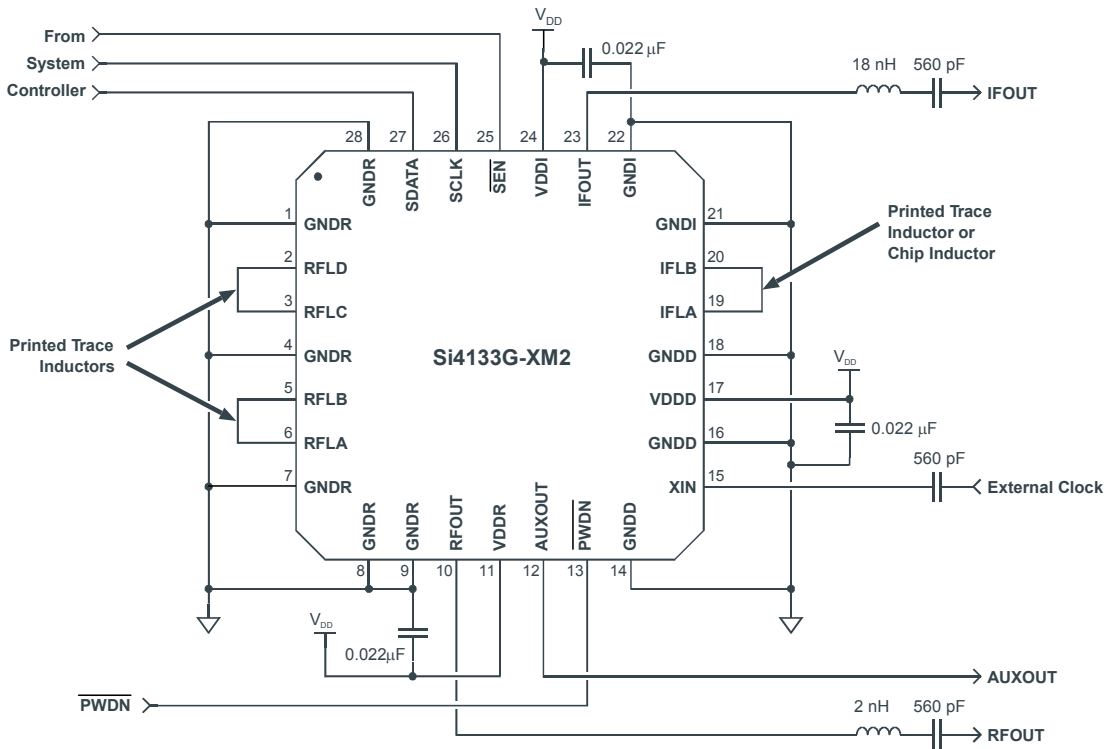 From
System
Controller
VDD
0.022 µF
18 nH
560 pF
IFOUT
28
27
26
25
24
23
22
GNDR
SDATA
SCLK
SEN
VDDI
IFOUT
GNDI
1
GNDR
2
RFLD
3
RFLC
4
GNDR
5
RFLB
6
RFLA
7
GNDR
Printed Trace
Inductors
Si4133G-XM2
GNDI
21
IFLB
20
IFLA
19
GNDD
18
VDDD
17
GNDD
16
XIN
15
Printed Trace
Inductor or
Chip Inductor
VDD
0.022 µF
560 pF
External Clock
GNDR
GNDR
RFOUT
VDDR
AUXOUT
PWDN
GNDD
8
9
10
11
12
13
14
VDD
0.022µF
AUXOUT
PWDN
2 nH
560 pF
RFOUT